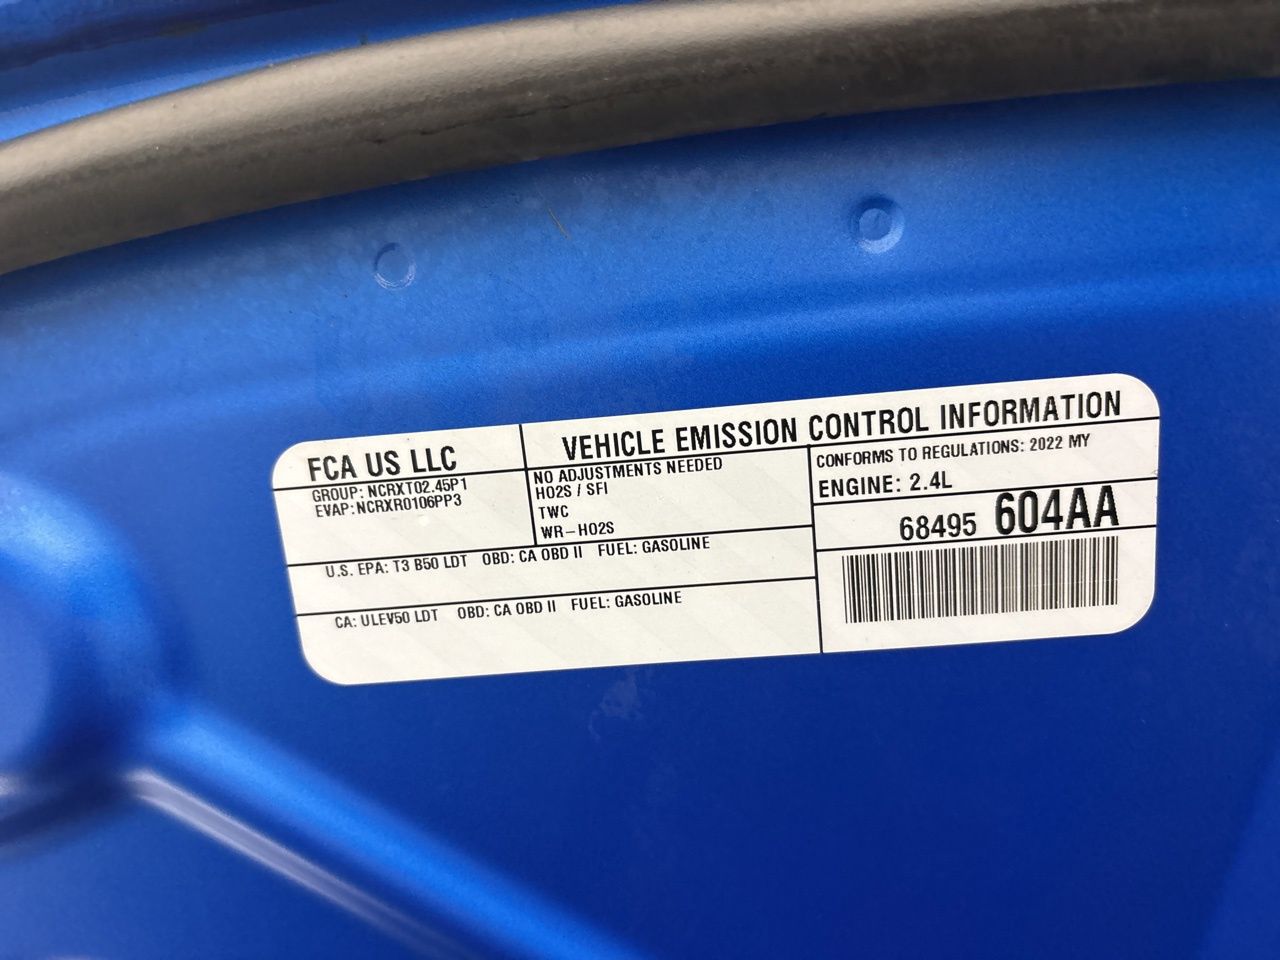 FCA US LLC
VEHICLE EMISSION CONTROL INFORMATION
GROUP: NCRXT02.45P1
EVAP: NCRXR0106PP3
NO ADJUSTMENTS NEEDED
HO2S / SFI
TWC
WR-HO2S
CONFORMS TO REGULATIONS: 2022 MY
ENGINE: 2.4L
68495 604AA
U.S. EPA: T3 B50 LDT OBD: CA OBD II FUEL: GASOLINE
CA: ULEV50 LDT OBD: CA OBD II FUEL: GASOLINE